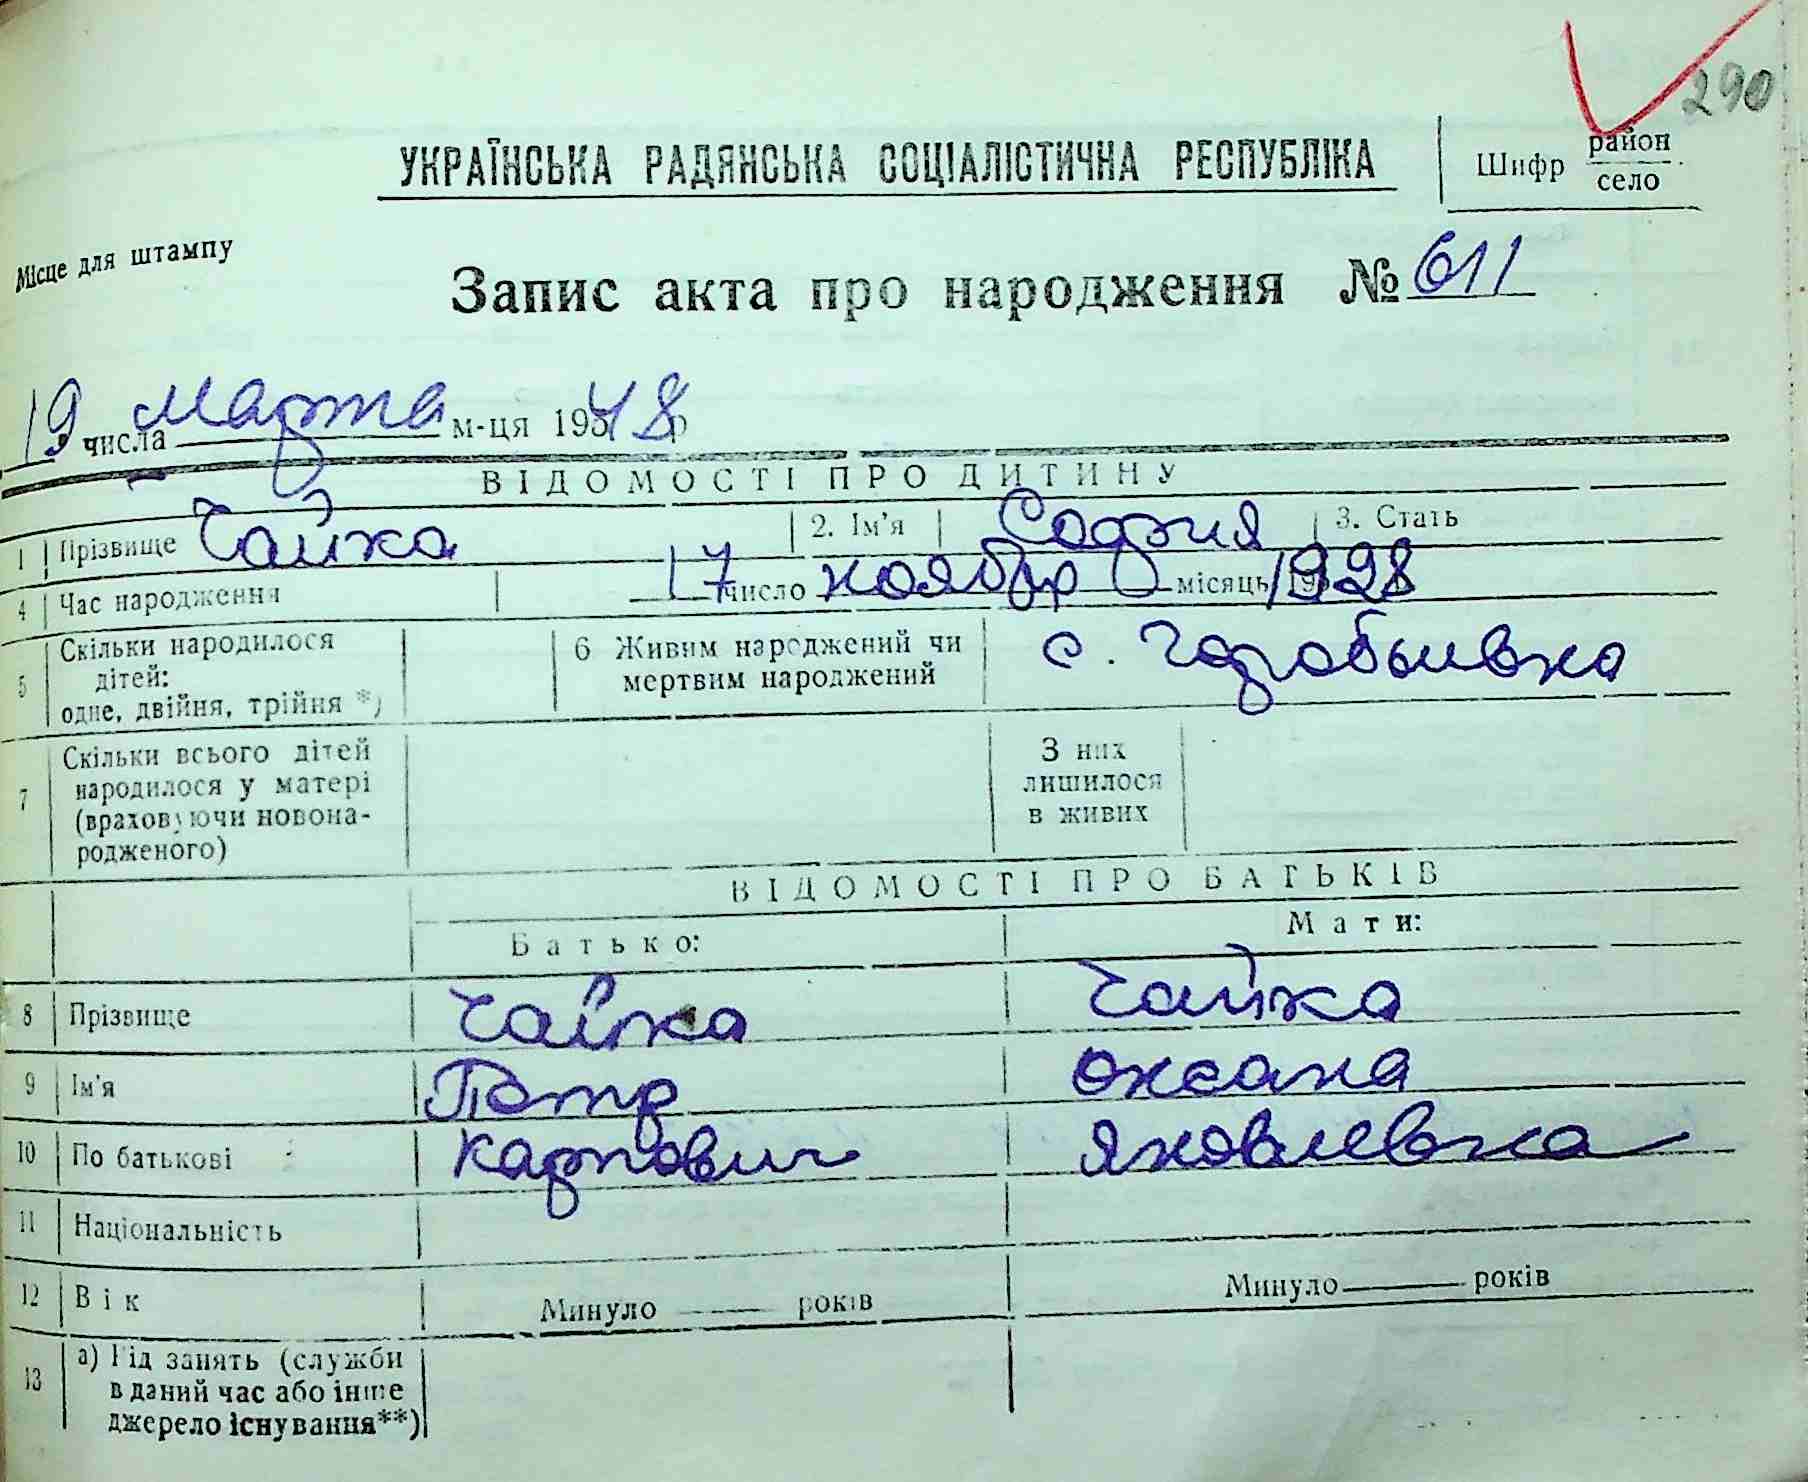 290
УКРАЇНСЬКА РАДЯНСЬКА СОЦІАЛІСТИЧНА РЕСПУБЛІКА
Шифр район
село
Місце для штампу
Запис акта про народження № 611
19 числа марта м-ця 1948 р
ВІДОМОСТІ ПРО ДИТИНУ
1 Прізвище Чайка 2. Ім'я София 3. Стать
4 Час народження 17 число ноября місяць 1928
5 Скільки народилося дітей: одне, двійня, трійня *) 6 Живим народжений чи мертвим народжений с.
7 Скільки всього дітей народилося у матері (враховуючи новонародженого) З них лишилося в живих
ВІДОМОСТІ ПРО БАТЬКІВ
Батько: Мати:
8 Прізвище Чайка Чайка
9 Ім'я Петр Оксана
10 По батькові Карпович Яковлевна
11 Національність
12 Вік Минуло років Минуло років
13 а) Рід занять (служби
в даний час або інше
джерело існування**)